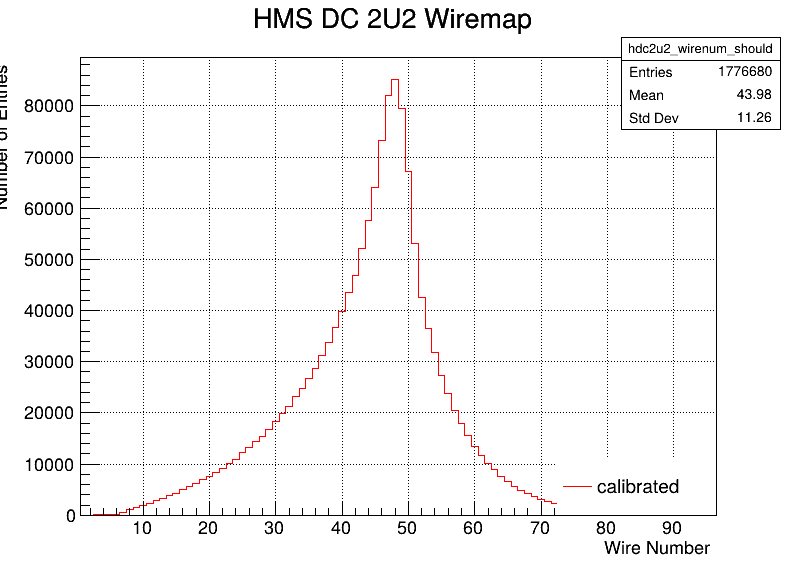 HMS DC 2U2 Wiremap
hdc2u2_wirenum_should
Entries 1776680
Mean 43.98
Std Dev 11.26
Number of Entries
80000
70000
60000
50000
40000
30000
20000
10000
0
calibrated
10 20 30 40 50 60 70 80 90
Wire Number